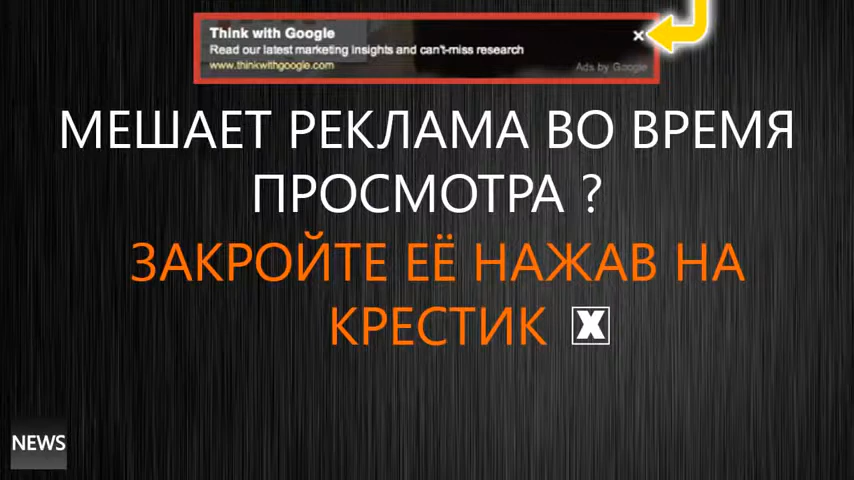 Think with Google
Read our latest marketing insights and can't-miss research
www.thinkwithgoogle.com
Ads by Google
МЕШАЕТ РЕКЛАМА ВО ВРЕМЯ
ПРОСМОТРА ?
ЗАКРОЙТЕ ЕЁ НАЖАВ НА
КРЕСТИК X
NEWS